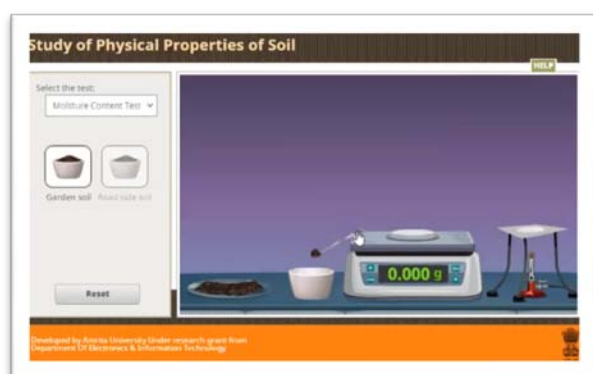 Study of Physical Properties of Soil
HELP
Select the test:
Moisture Content Test
Garden soil Road side soil
0.000 g
Reset
Developed by Amrita University Under research grant from
Department Of Electronics & Information Technology